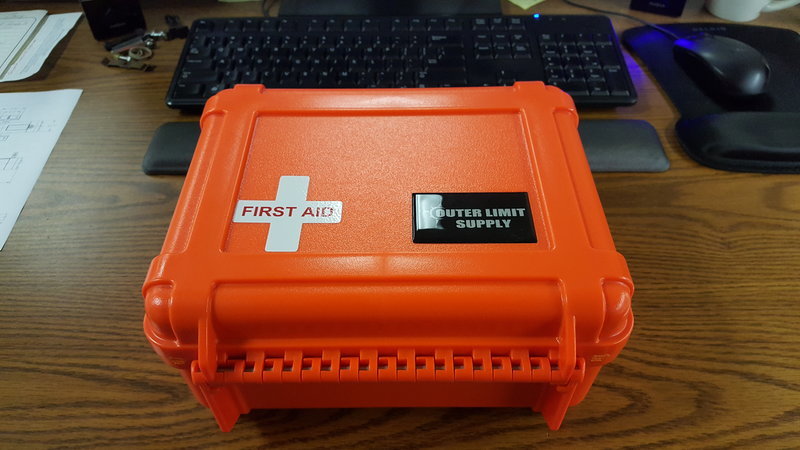 FIRST AID
OUTER LIMIT
SUPPLY